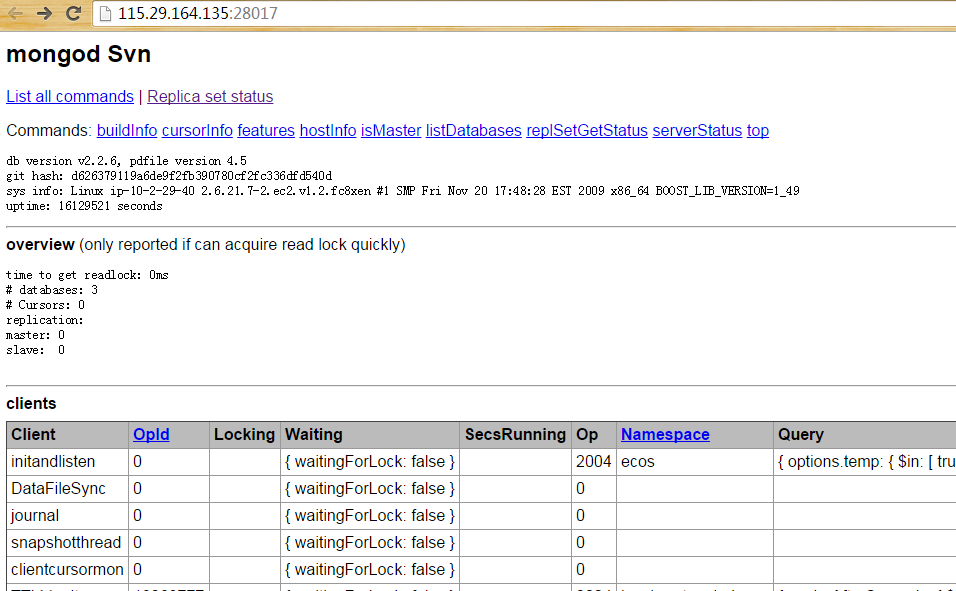 115.29.164.135:28017
mongod Svn
List all commands | Replica set status
Commands: buildInfo cursorInfo features hostInfo isMaster listDatabases replSetGetStatus serverStatus top
db version v2.2.6, pdfile version 4.5
git hash: d626379119a6de9f2fb390780cf2fc336dfd540d
sys info: Linux ip-10-2-29-40 2.6.21.7-2.ec2.v1.2.fc8xen #1 SMP Fri Nov 20 17:48:28 EST 2009 x86_64 BOOST_LIB_VERSION=1_49
uptime: 16129521 seconds
overview (only reported if can acquire read lock quickly)
time to get readlock: 0ms
# databases: 3
# Cursors: 0
replication:
master: 0
slave:  0
clients
Client OpId Locking Waiting SecsRunning Op Namespace Query
initandlisten 0 { waitingForLock: false } 2004 ecos { options.temp: { $in: [ tru
DataFileSync 0 { waitingForLock: false } 0
journal 0 { waitingForLock: false } 0
snapshotthread 0 { waitingForLock: false } 0
clientcursormon 0 { waitingForLock: false } 0